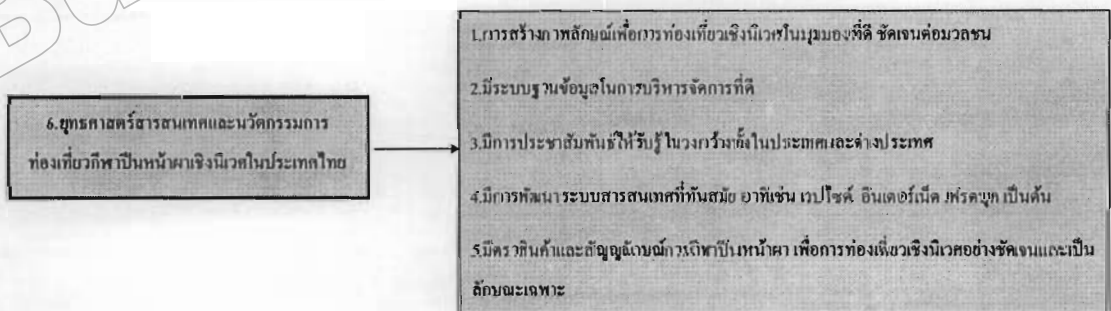 6.ยุทธศาสตร์สารสนเทศและนวัตกรรมการ
ท่องเที่ยวกีฬาปีนหน้าผาเชิงนิเวศในประเทศไทย
1.การสร้างภาพลักษณ์เพื่อการท่องเที่ยวเชิงนิเวศในมุมมองที่ดี ชัดเจนต่อมวลชน
2.มีระบบฐานข้อมูลในการบริหารจัดการที่ดี
3.มีการประชาสัมพันธ์ให้รับรู้ในวงกว้างทั้งในประเทศและต่างประเทศ
4.มีการพัฒนาระบบสารสนเทศที่ทันสมัย อาทิเช่น เวปไซค์ อินเตอร์เน็ต เฟรคบุค เป็นต้น
5.มีตราสินค้าและสัญญูลักษณ์การกีฬาปีนหน้าผา เพื่อการท่องเที่ยวเชิงนิเวศอย่างชัดเจนและเป็น
ลักษณะเฉพาะ